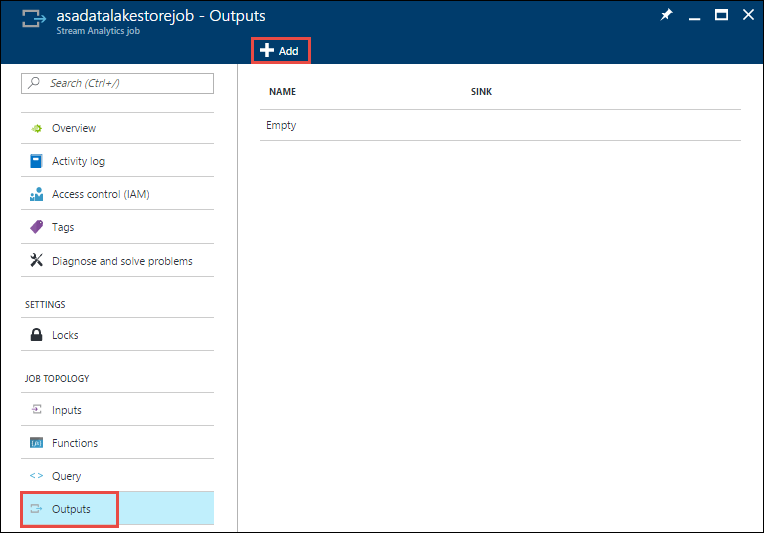 asadatalakestorejob - Outputs
Stream Analytics job
Add
Search (Ctrl+/)
Overview
Activity log
Access control (IAM)
Tags
Diagnose and solve problems
SETTINGS
Locks
JOB TOPOLOGY
Inputs
Functions
Query
Outputs
NAME SINK
Empty